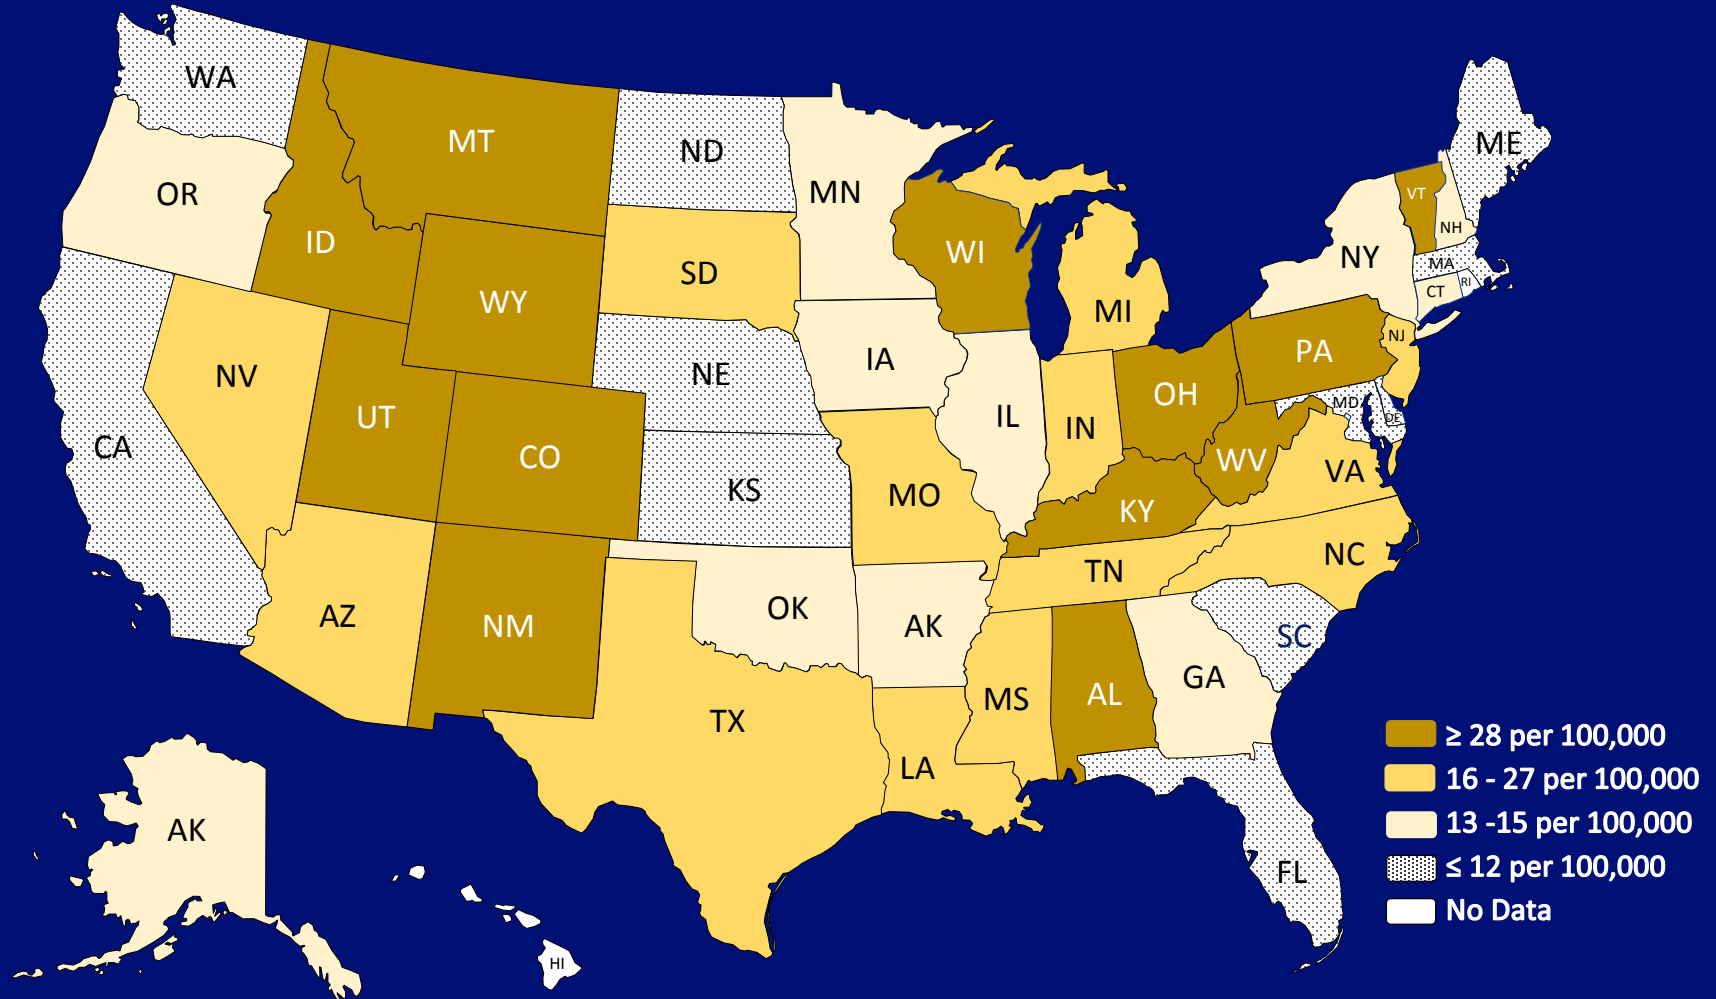 WA
MT
ND
ME
OR
MN
VT
ID
NH
WI
NY
SD
MA
WY
CT
RI
MI
NJ
IA
PA
NE
NV
OH
MD
UT
IL
DE
IN
CA
CO
WV
VA
KS
MO
KY
NC
TN
OK
AZ
NM
AK
SC
GA
MS
AL
TX
LA
AK
FL
HI
≥ 28 per 100,000
16 - 27 per 100,000
13 -15 per 100,000
≤ 12 per 100,000
No Data